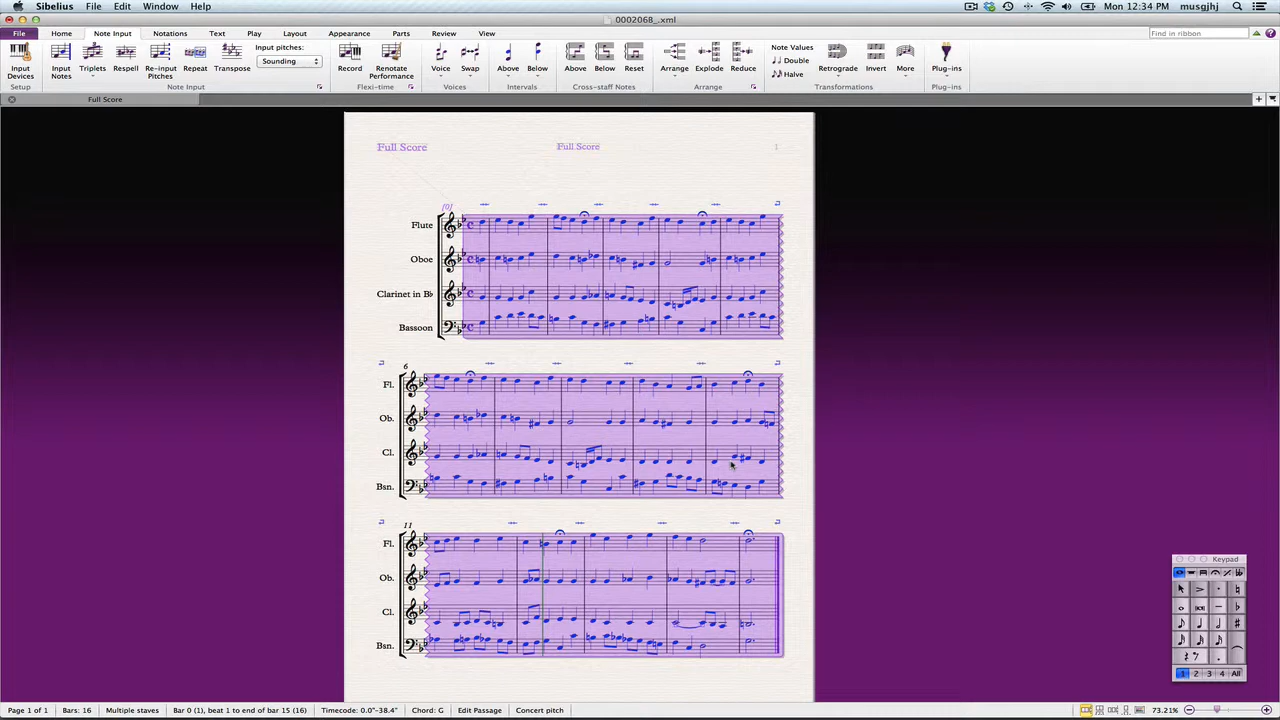 Sibelius File Edit Window Help Mon 12:34 PM musgjhj
0002068_.xml
File Home Note Input Notations Text Play Layout Appearance Parts Review View Find in ribbon
Input Devices Input Notes Triplets Respell Re-input Pitches Repeat Transpose Input pitches: Sounding Record Renotate Performance Voice Swap Above Below Above Below Reset Arrange Explode Reduce Note Values Double Halve Retrograde Invert More Plug-ins
Setup Note Input Flexi-time Voices Intervals Cross-staff Notes Arrange Transformations Plug-ins
Full Score
Full Score Full Score 1
(0)
Flute
Oboe
Clarinet in B♭
Bassoon
6
Fl.
Ob.
Cl.
Bsn.
11
Fl.
Ob.
Cl.
Bsn.
Keypad
1 2 3 4 All
Page 1 of 1 Bars: 16 Multiple staves Bar 0 (1), beat 1 to end of bar 15 (16) Timecode: 0.0"-38.4" Chord: G Edit Passage Concert pitch 73.21%